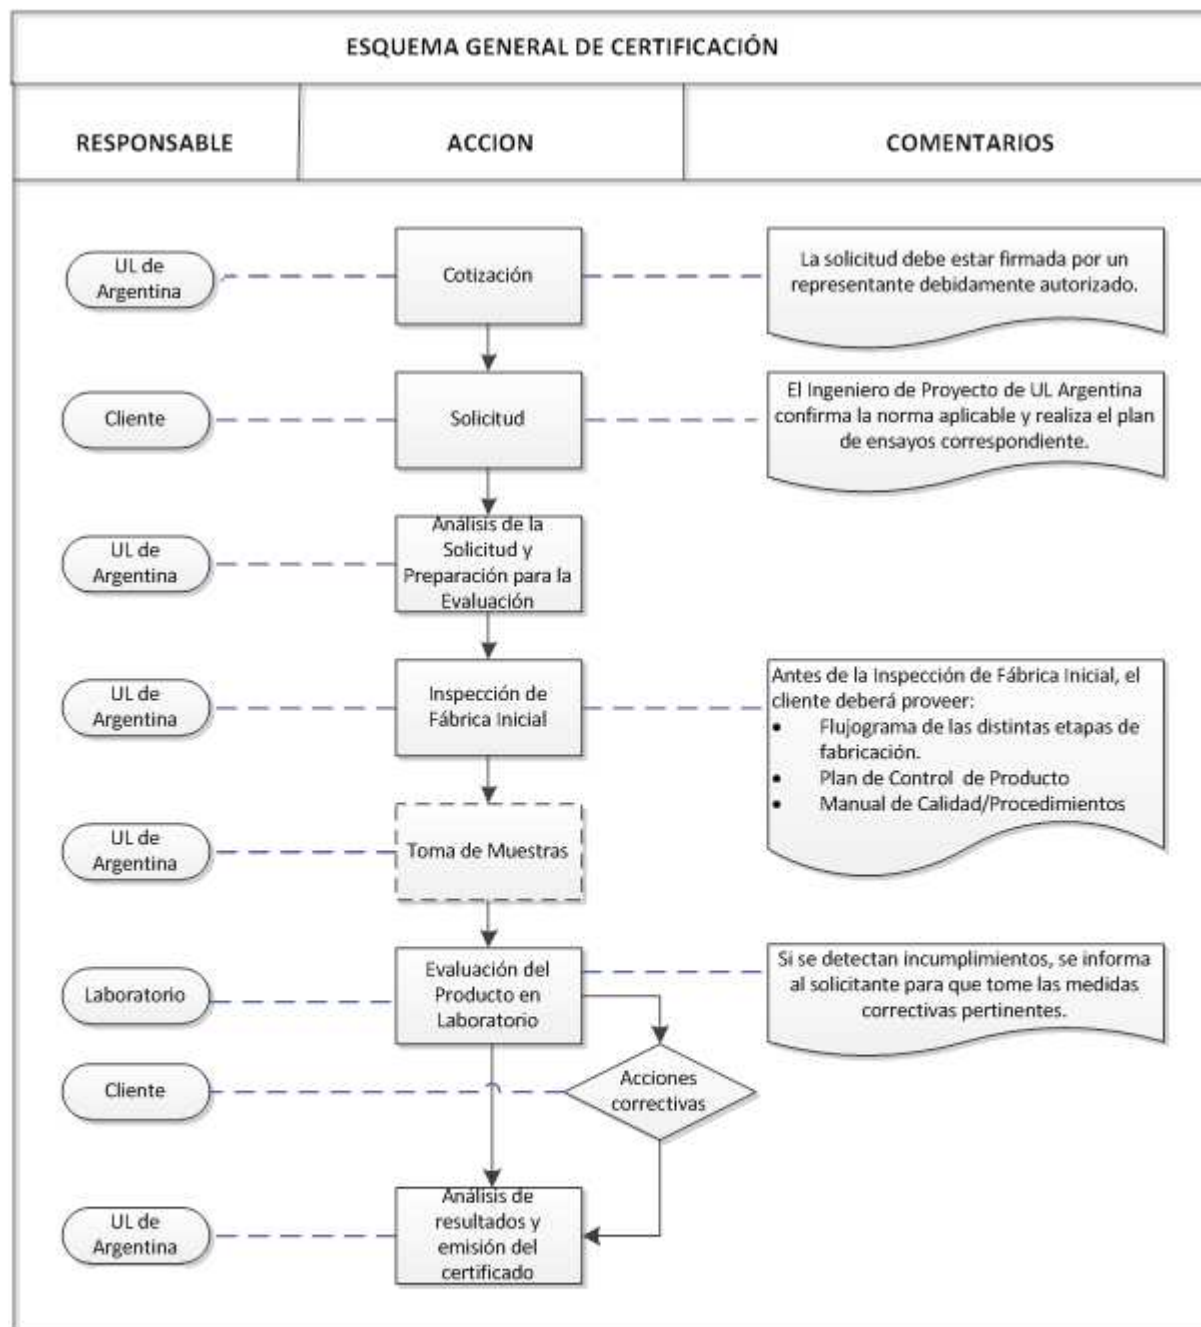 ESQUEMA GENERAL DE CERTIFICACIÓN
RESPONSABLE
ACCION
COMENTARIOS
UL de
Argentina
Cotización
La solicitud debe estar firmada por un
representante debidamente autorizado.
Cliente
Solicitud
El Ingeniero de Proyecto de UL Argentina
confirma la norma aplicable y realiza el plan
de ensayos correspondiente.
UL de
Argentina
Análisis de la
Solicitud y
Preparación para la
Evaluación
UL de
Argentina
Inspección de
Fábrica Inicial
Antes de la Inspección de Fábrica Inicial, el
cliente deberá proveer:
• Flujograma de las distintas etapas de
fabricación.
• Plan de Control de Producto
• Manual de Calidad/Procedimientos
UL de
Argentina
Toma de Muestras
Laboratorio
Evaluación del
Producto en
Laboratorio
Si se detectan incumplimientos, se informa
al solicitante para que tome las medidas
correctivas pertinentes.
Cliente
Acciones
correctivas
UL de
Argentina
Análisis de
resultados y
emisión del
certificado